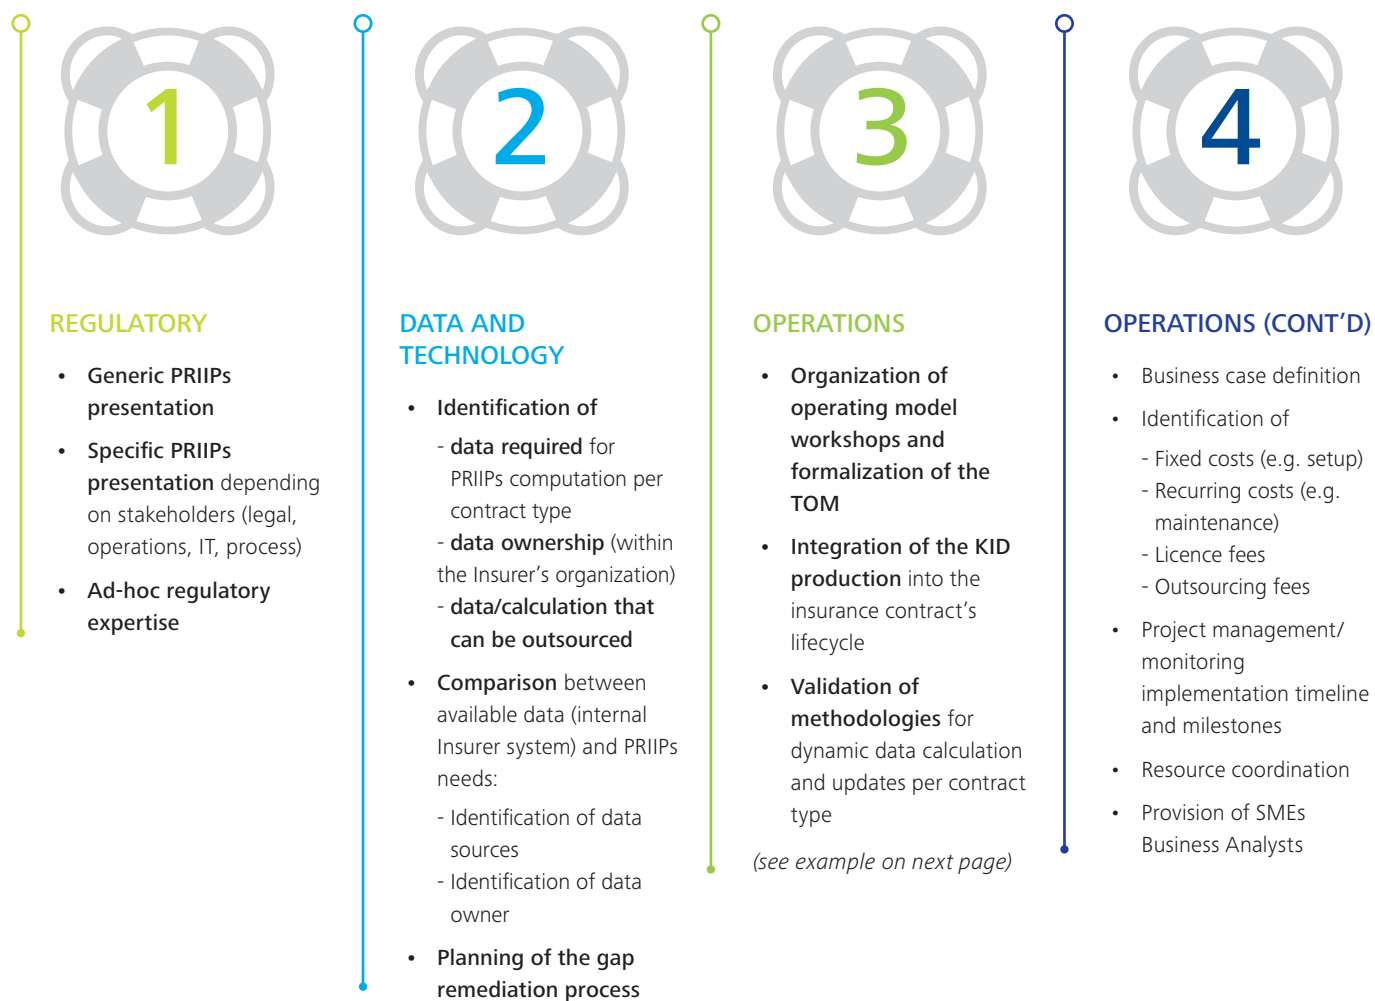 1
REGULATORY
• Generic PRIIPs
presentation
• Specific PRIIPs
presentation depending
on stakeholders (legal,
operations, IT, process)
• Ad-hoc regulatory
expertise
2
DATA AND
TECHNOLOGY
• Identification of
- data required for
PRIIPs computation per
contract type
- data ownership (within
the Insurer’s organization)
- data/calculation that
can be outsourced
• Comparison between
available data (internal
Insurer system) and PRIIPs
needs:
- Identification of data
sources
- Identification of data
owner
• Planning of the gap
remediation process
3
OPERATIONS
• Organization of
operating model
workshops and
formalization of the
TOM
• Integration of the KID
production into the
insurance contract’s
lifecycle
• Validation of
methodologies for
dynamic data calculation
and updates per contract
type
(see example on next page)
4
OPERATIONS (CONT’D)
• Business case definition
• Identification of
- Fixed costs (e.g. setup)
- Recurring costs (e.g.
maintenance)
- Licence fees
- Outsourcing fees
• Project management/
monitoring
implementation timeline
and milestones
• Resource coordination
• Provision of SMEs
Business Analysts